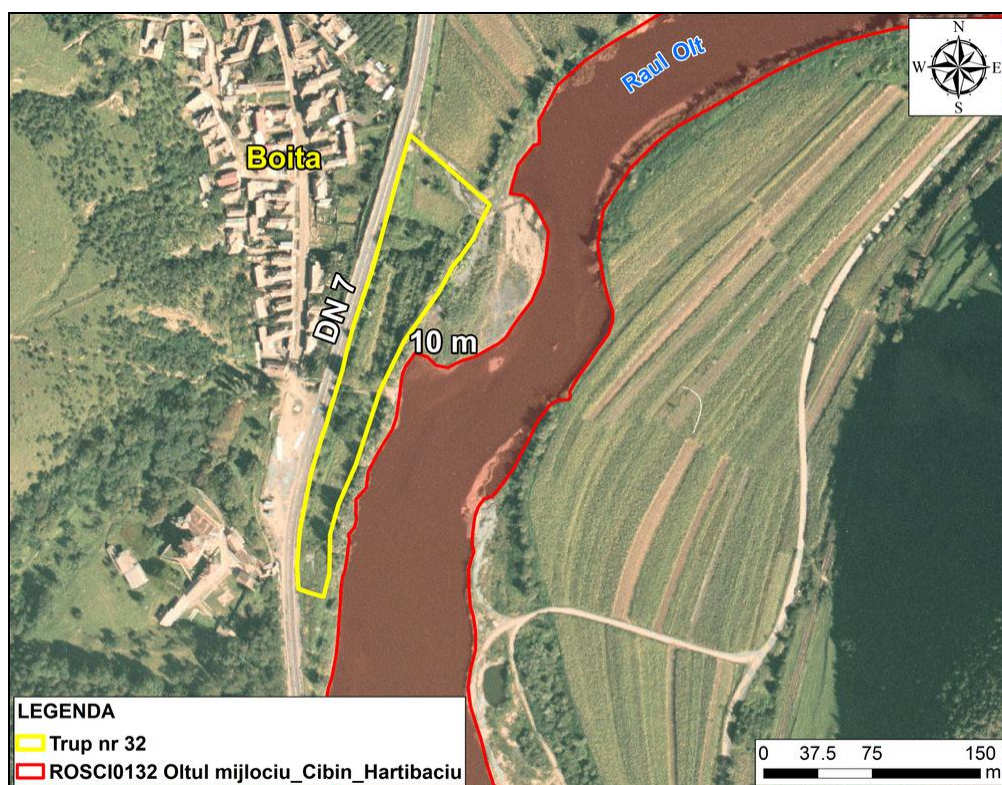 N
W E
S
Raul Olt
Boita
DN 7
10 m
LEGENDA
Trup nr 32
ROSCI0132 Oltul mijlociu_Cibin_Hartibaciu
0 37.5 75 150
m